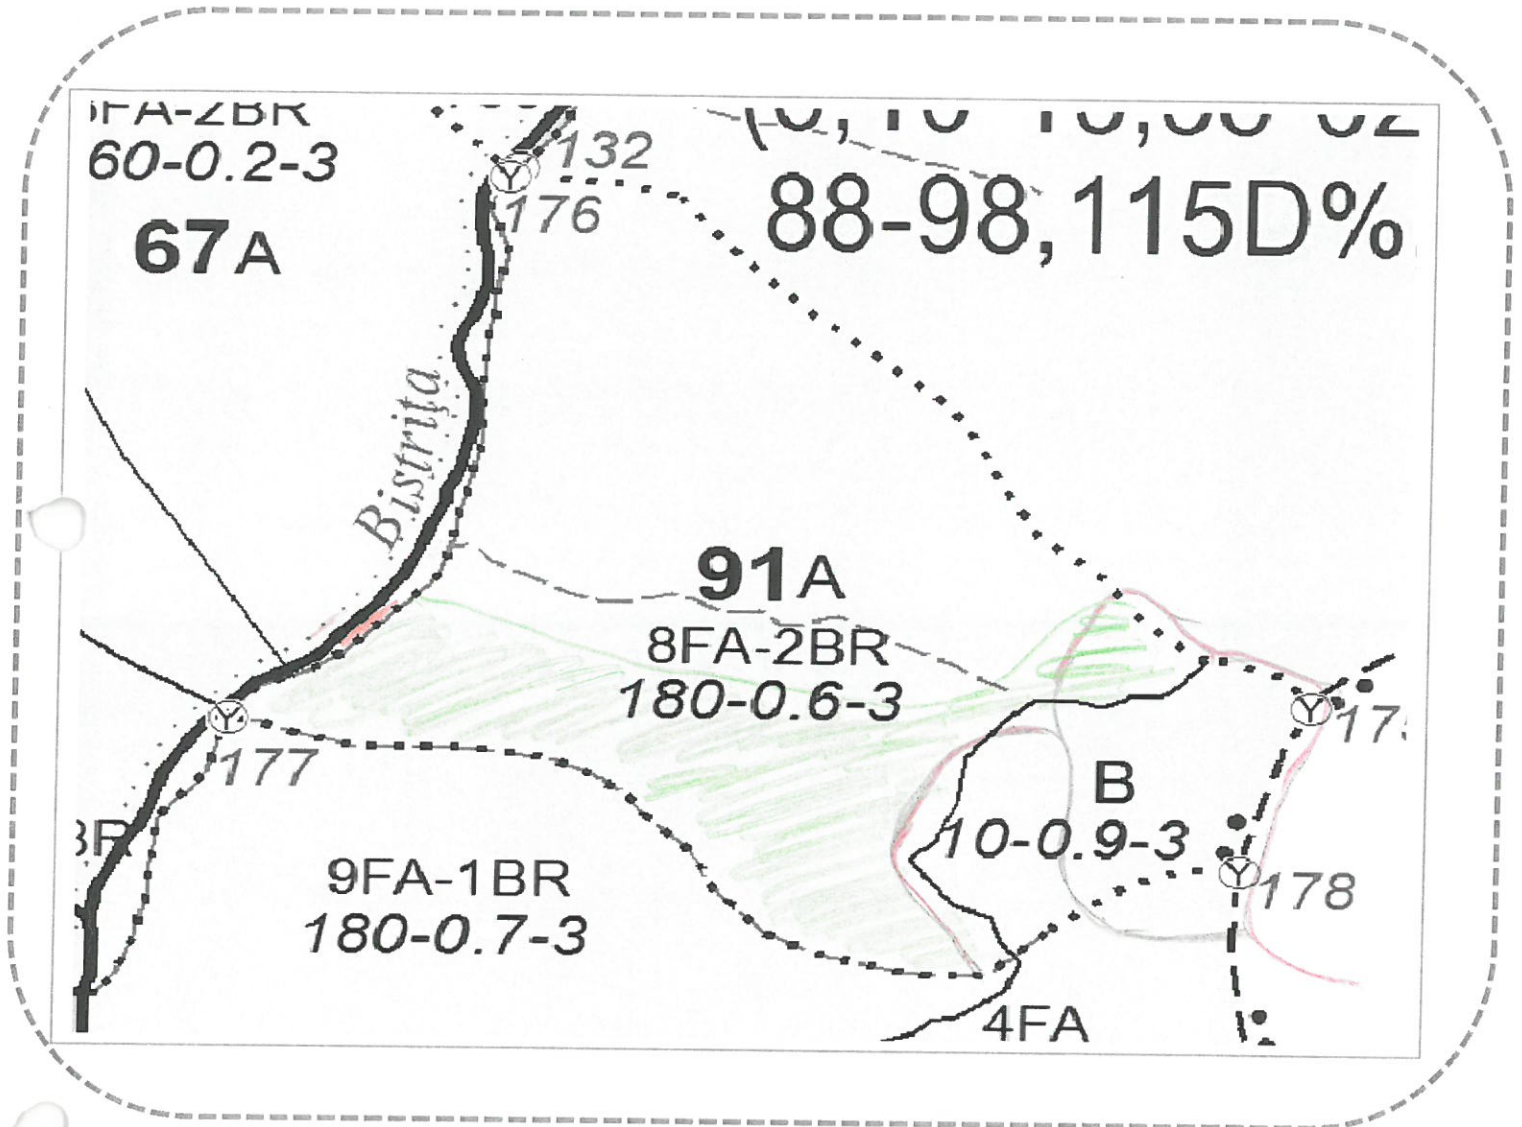 60-0.2-3
67A
132
176
88-98,115D%
Bistrița
91A
8FA-2BR
180-0.6-3
177
9FA-1BR
180-0.7-3
B
10-0.9-3
178
4FA